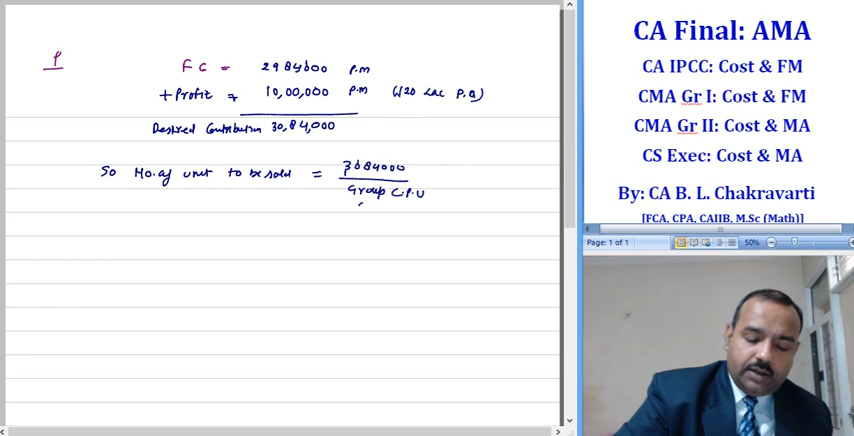 P
FC = 2984000 P.M
+ Profit = 10,00,000 P.M (120 Lac P.a)
Desired Contribution 30,84,000
So No. of unit to be sold = 3084000
Group C.P.U
CA Final: AMA
CA IPCC: Cost & FM
CMA Gr I: Cost & FM
CMA Gr II: Cost & MA
CS Exec: Cost & MA
By: CA B. L. Chakravarti
[FCA, CPA, CAIIB, M.Sc (Math)]
Page: 1 of 1
50%